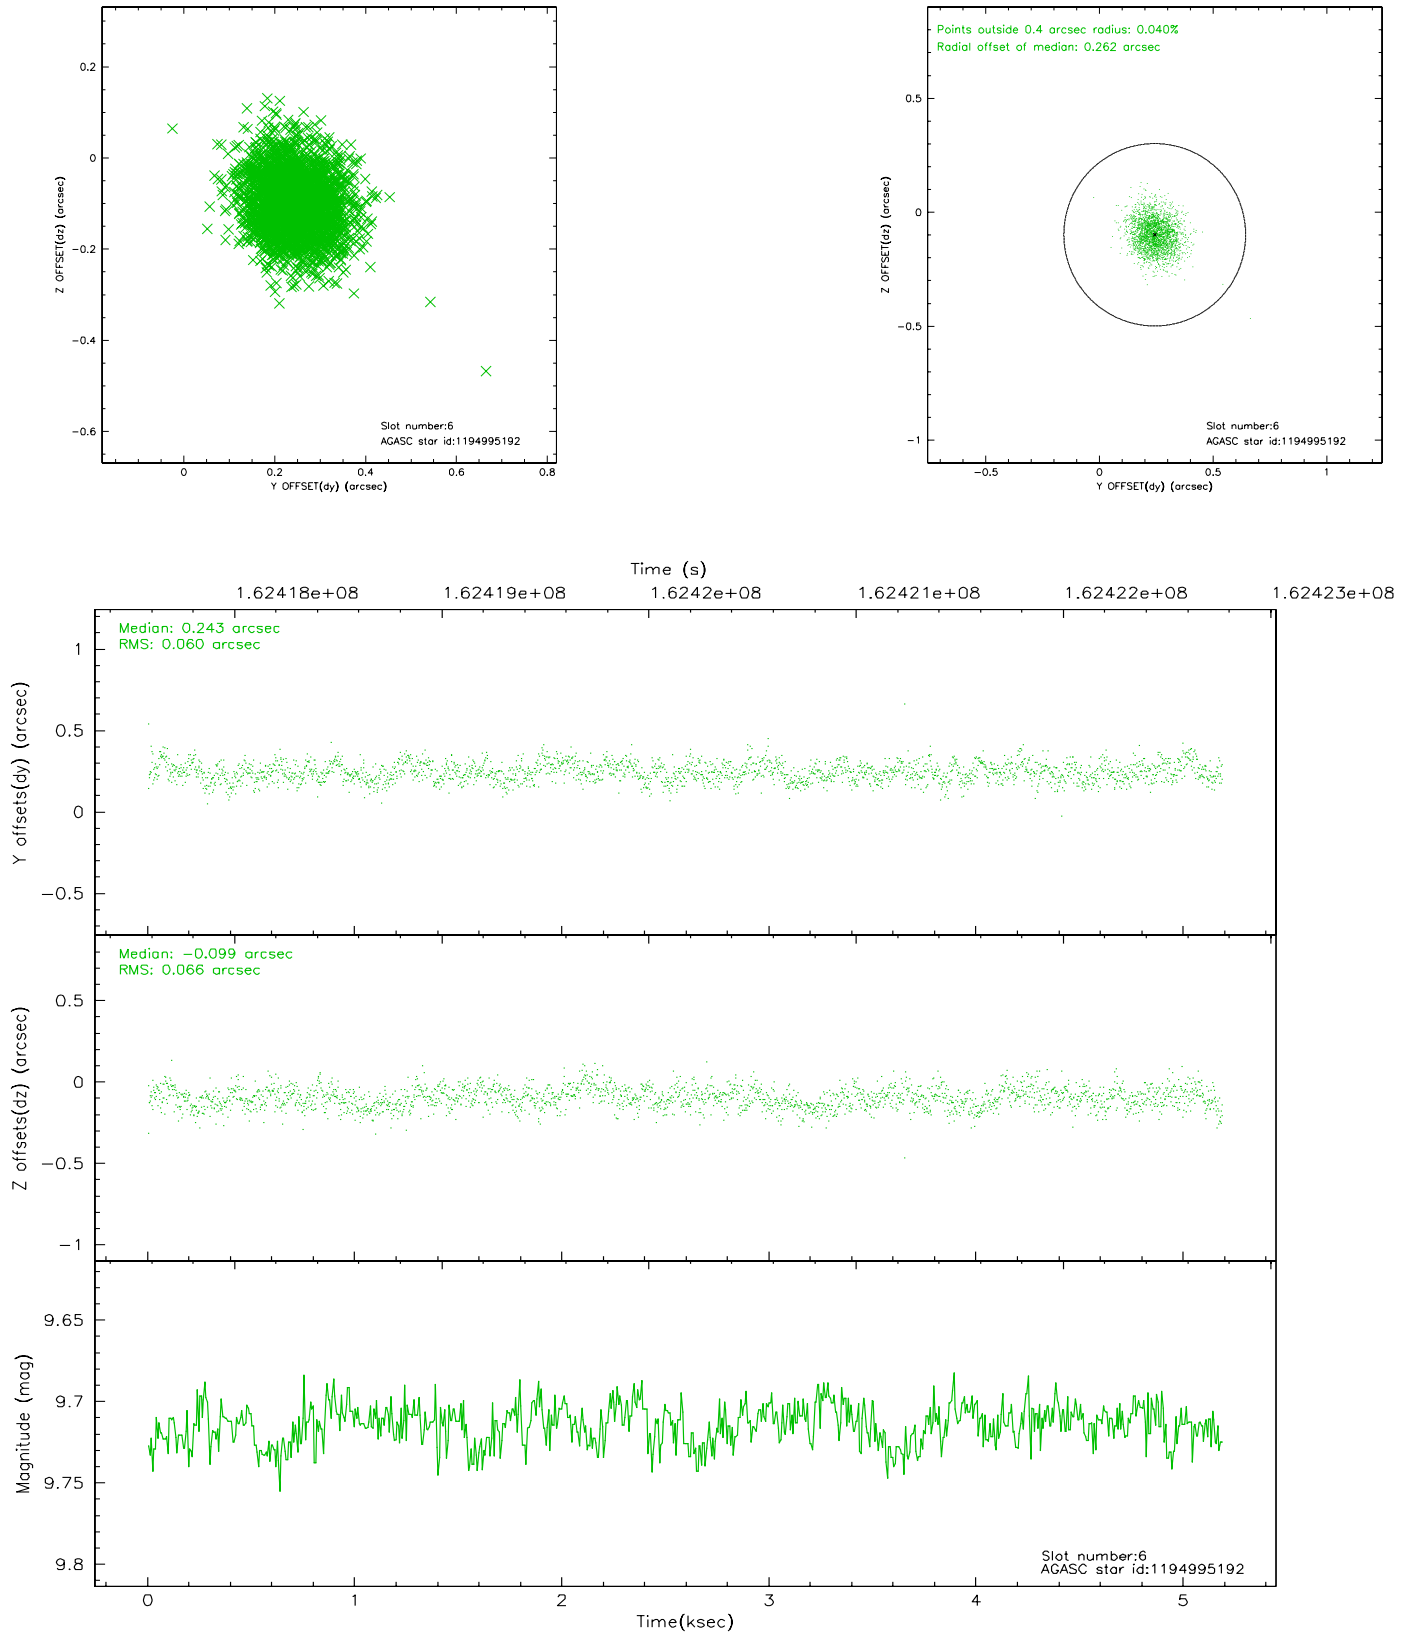 0.2
0
−0.2
−0.4
−0.6
Z OFFSET(dz) (arcsec)
Slot number:6
AGASC star id:1194995192
0 0.2 0.4 0.6 0.8
Y OFFSET(dy) (arcsec)
Points outside 0.4 arcsec radius: 0.040%
Radial offset of median: 0.262 arcsec
0.5
0
−0.5
−1
Z OFFSET(dz) (arcsec)
Slot number:6
AGASC star id:1194995192
−0.5 0 0.5 1
Y OFFSET(dy) (arcsec)
Time (s)
1.62418e+08 1.62419e+08 1.6242e+08 1.62421e+08 1.62422e+08 1.62423e+08
Median: 0.243 arcsec
RMS: 0.060 arcsec
1
0.5
0
−0.5
Y offsets(dy) (arcsec)
Median: −0.099 arcsec
RMS: 0.066 arcsec
0.5
0
−0.5
−1
Z offsets(dz) (arcsec)
9.65
9.7
9.75
9.8
Magnitude (mag)
Slot number:6
AGASC star id:1194995192
0 1 2 3 4 5
Time(ksec)